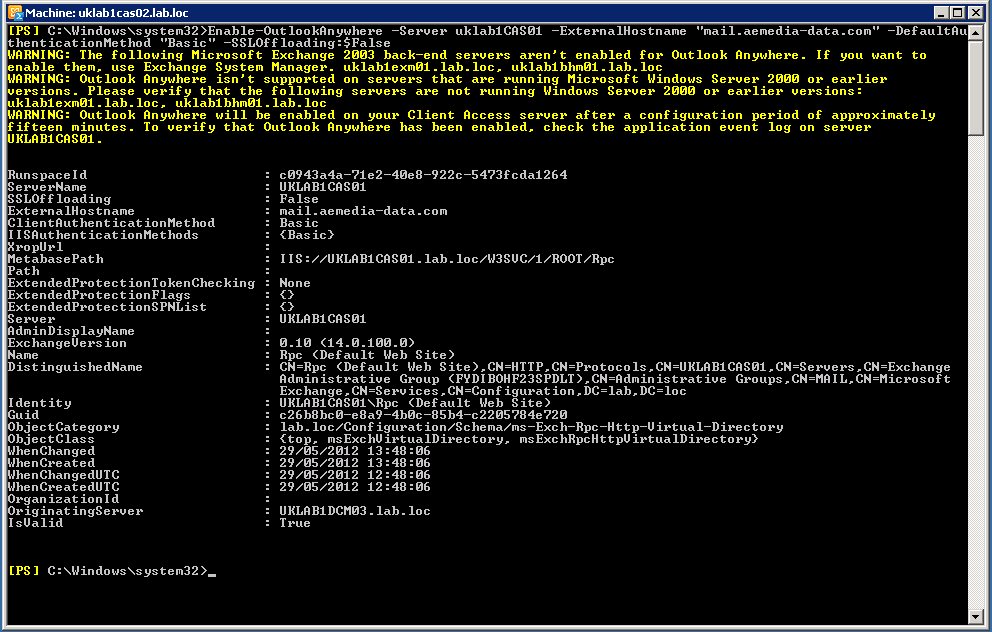 Machine: uklab1cas02.lab.loc
[PS] C:\Windows\system32>Enable-OutlookAnywhere -Server uklab1CAS01 -ExternalHostname "mail.aemedia-data.com" -DefaultAu
thenticationMethod "Basic" -SSLOffloading:$False
WARNING: The following Microsoft Exchange 2003 back-end servers aren't enabled for Outlook Anywhere. If you want to
enable them, use Exchange System Manager. uklab1exm01.lab.loc, uklab1bhm01.lab.loc
WARNING: Outlook Anywhere isn't supported on servers that are running Microsoft Windows Server 2000 or earlier
versions. Please verify that the following servers are not running Windows Server 2000 or earlier versions:
uklab1exm01.lab.loc, uklab1bhm01.lab.loc
WARNING: Outlook Anywhere will be enabled on your Client Access server after a configuration period of approximately
fifteen minutes. To verify that Outlook Anywhere has been enabled, check the application event log on server
UKLAB1CAS01.
RunspaceId : c0943a4a-71e2-40e8-922c-5473fcda1264
ServerName : UKLAB1CAS01
SSLOffloading : False
ExternalHostname : mail.aemedia-data.com
ClientAuthenticationMethod : Basic
IISAuthenticationMethods : {Basic}
XropUrl :
MetabasePath : IIS://UKLAB1CAS01.lab.loc/W3SVC/1/ROOT/Rpc
Path :
ExtendedProtectionTokenChecking : None
ExtendedProtectionFlags : {}
ExtendedProtectionSPNList : {}
Server : UKLAB1CAS01
AdminDisplayName :
ExchangeVersion : 0.10 (14.0.100.0)
Name : Rpc (Default Web Site)
DistinguishedName : CN=Rpc (Default Web Site),CN=HTTP,CN=Protocols,CN=UKLAB1CAS01,CN=Servers,CN=Exchange
Administrative Group (FYDIBOHF23SPDLT),CN=Administrative Groups,CN=MAIL,CN=Microsoft
Exchange,CN=Services,CN=Configuration,DC=lab,DC=loc
Identity : UKLAB1CAS01\Rpc (Default Web Site)
Guid : c26b8bc0-e8a9-4b0c-85b4-c2205784e720
ObjectCategory : lab.loc/Configuration/Schema/ms-Exch-Rpc-Http-Virtual-Directory
ObjectClass : {top, msExchVirtualDirectory, msExchRpcHttpVirtualDirectory}
WhenChanged : 29/05/2012 13:48:06
WhenCreated : 29/05/2012 13:48:06
WhenChangedUTC : 29/05/2012 12:48:06
WhenCreatedUTC : 29/05/2012 12:48:06
OrganizationId :
OriginatingServer : UKLAB1DCM03.lab.loc
IsValid : True
[PS] C:\Windows\system32>_